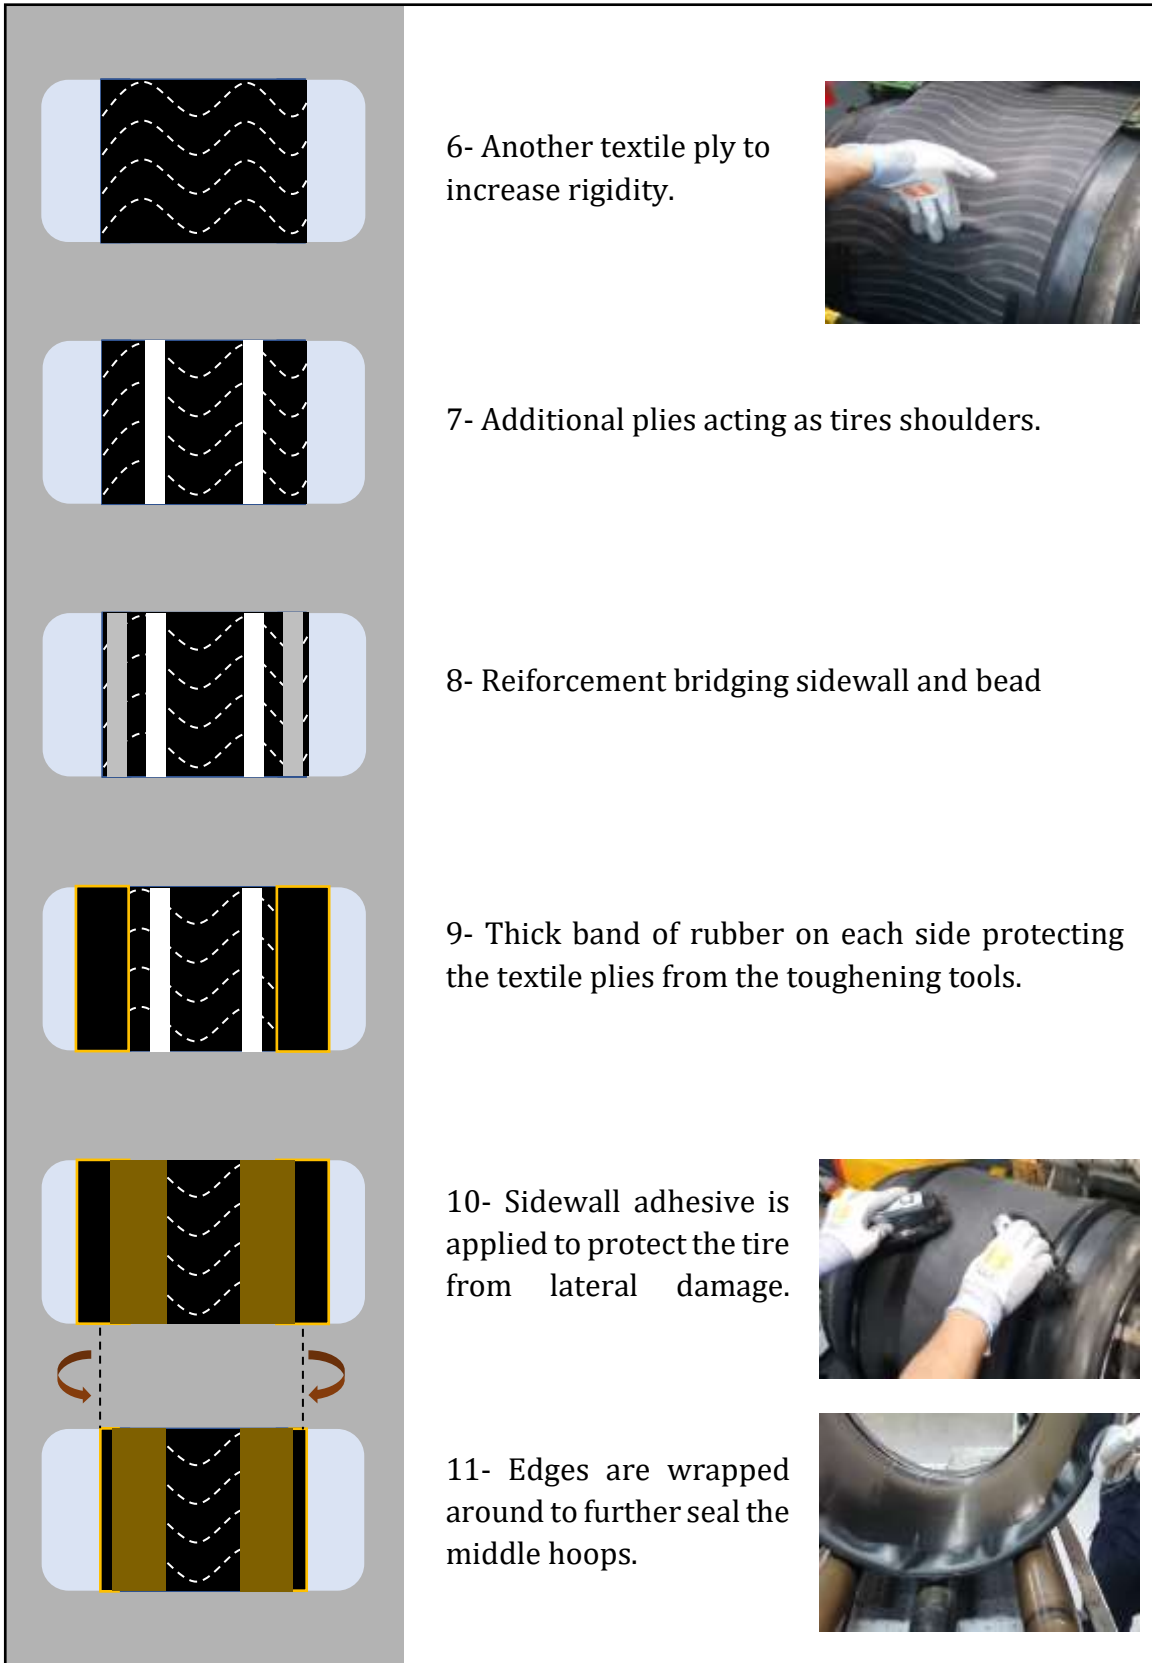 6- Another textile ply to
increase rigidity.
7- Additional plies acting as tires shoulders.
8- Reiforcement bridging sidewall and bead
9- Thick band of rubber on each side protecting
the textile plies from the toughening tools.
10- Sidewall adhesive is
applied to protect the tire
from lateral damage.
11- Edges are wrapped
around to further seal the
middle hoops.